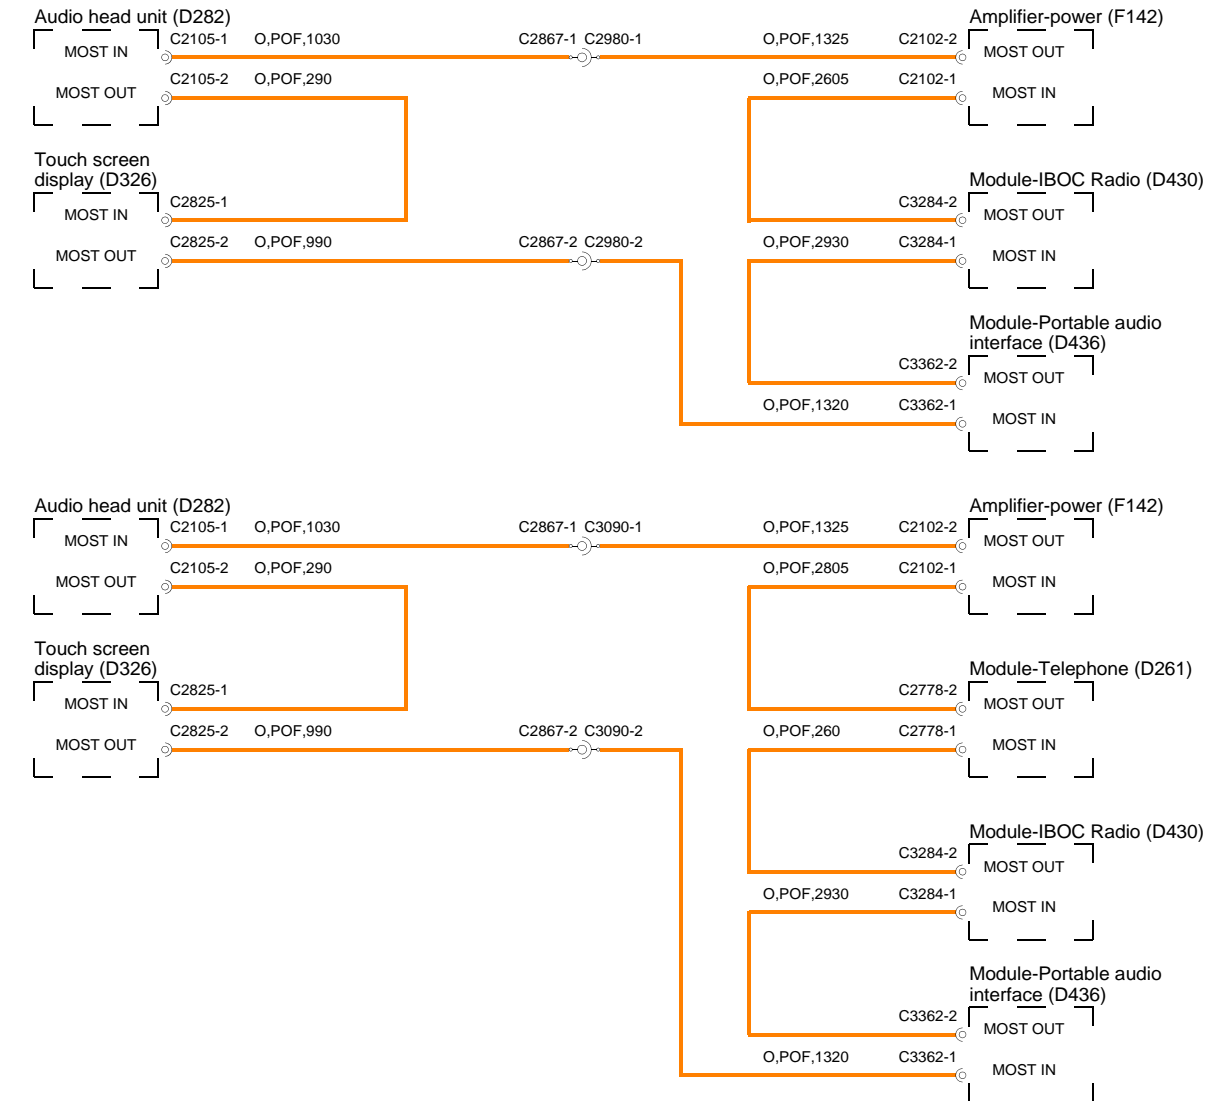 Audio head unit (D282)
Amplifier-power (F142)
C2105-1 O,POF,1030 C2867-1 C2980-1 O,POF,1325 C2102-2
MOST IN MOST OUT
C2105-2 O,POF,290 O,POF,2605 C2102-1
MOST OUT MOST IN
Touch screen
display (D326)
Module-IBOC Radio (D430)
C2825-1 C3284-2
MOST IN MOST OUT
C2825-2 O,POF,990 C2867-2 C2980-2 O,POF,2930 C3284-1
MOST OUT MOST IN
Module-Portable audio
interface (D436)
C3362-2
MOST OUT
O,POF,1320 C3362-1
MOST IN
Audio head unit (D282)
Amplifier-power (F142)
C2105-1 O,POF,1030 C2867-1 C3090-1 O,POF,1325 C2102-2
MOST IN MOST OUT
C2105-2 O,POF,290 O,POF,2805 C2102-1
MOST OUT MOST IN
Touch screen
display (D326)
Module-Telephone (D261)
C2825-1 C2778-2
MOST IN MOST OUT
C2825-2 O,POF,990 C2867-2 C3090-2 O,POF,260 C2778-1
MOST OUT MOST IN
Module-IBOC Radio (D430)
C3284-2
MOST OUT
O,POF,2930 C3284-1
MOST IN
Module-Portable audio
interface (D436)
C3362-2
MOST OUT
O,POF,1320 C3362-1
MOST IN